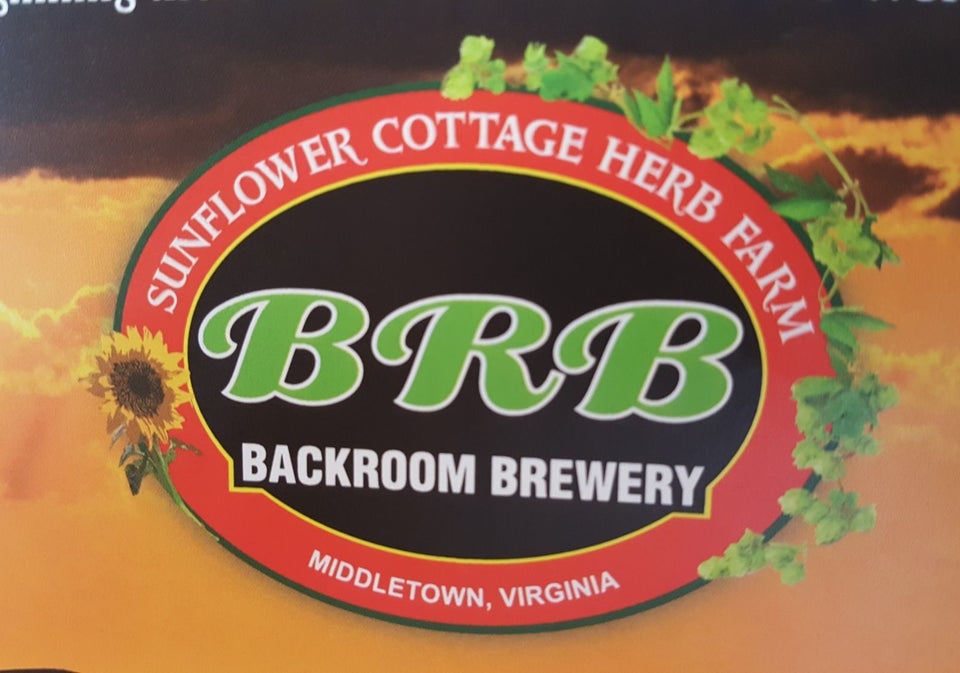 SUNFLOWER COTTAGE HERB FARM
BRB
BACKROOM BREWERY
MIDDLETOWN, VIRGINIA